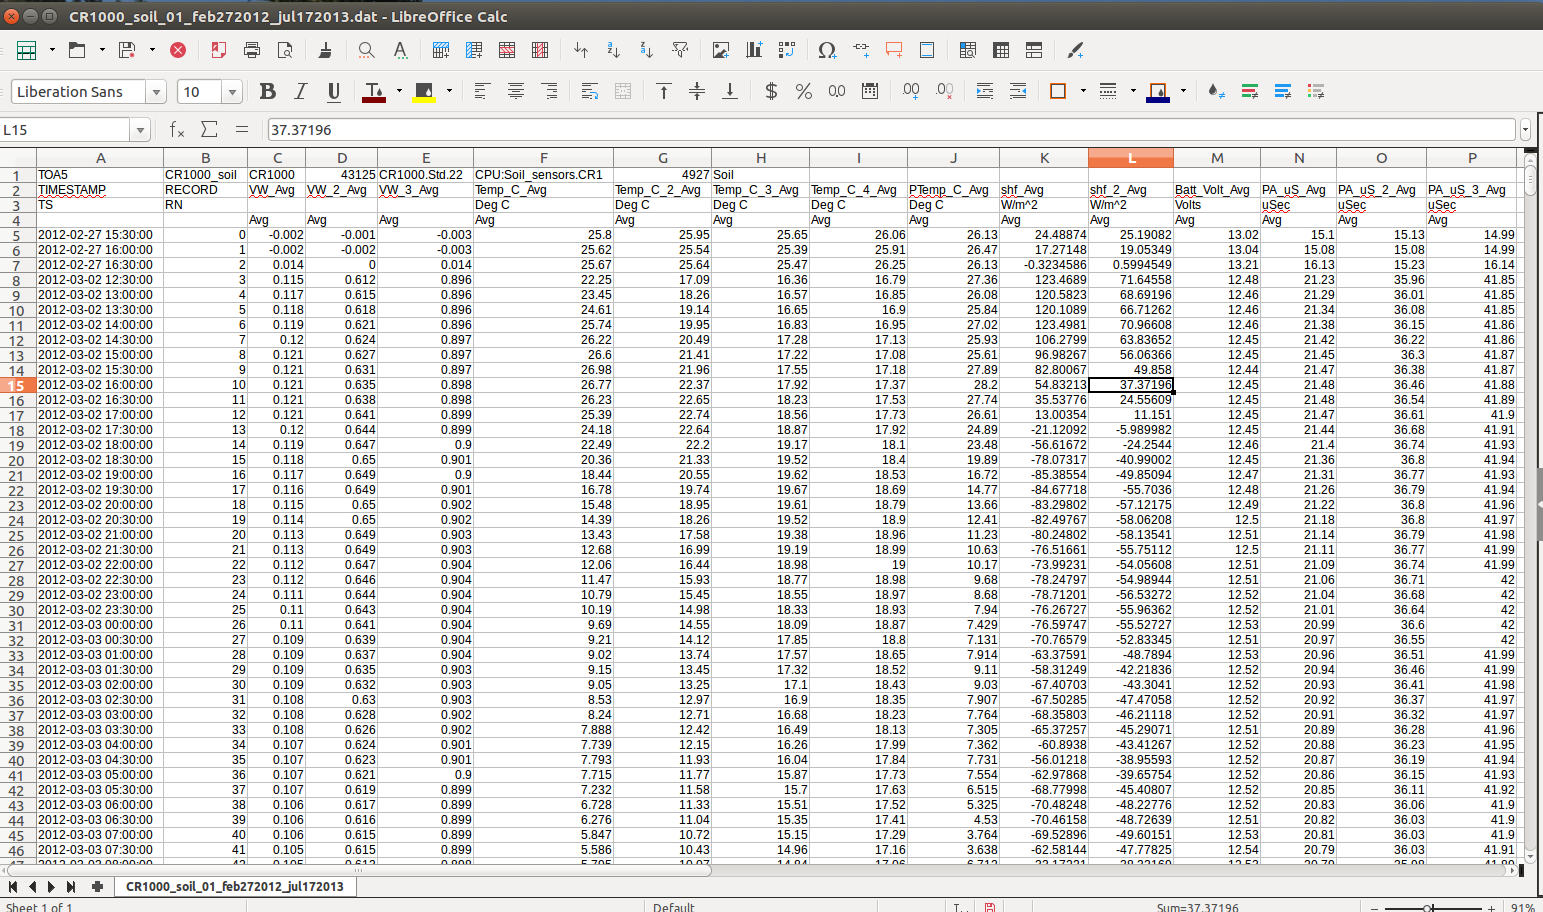 CR1000_soil_01_feb272012_jul172013.dat - LibreOffice Calc
Liberation Sans 10
L15 37.37196
A B C D E F G H I J K L M N O P
1 TOA5 CR1000_soil CR1000 43125 CR1000.Std.22 CPU:Soil_sensors.CR1 4927 Soil
2 TIMESTAMP RECORD VW_Avg VW_2_Avg VW_3_Avg Temp_C_Avg Temp_C_2_Avg Temp_C_3_Avg Temp_C_4_Avg PTemp_C_Avg shf_Avg shf_2_Avg Batt_Volt_Avg PA_uS_Avg PA_uS_2_Avg PA_uS_3_Avg
3 TS RN Deg C Deg C Deg C Deg C Deg C W/m^2 W/m^2 Volts uSec uSec uSec
4 Avg Avg Avg Avg Avg Avg Avg Avg Avg Avg Avg Avg Avg Avg
5 2012-02-27 15:30:00 0 -0.002 -0.001 -0.003 25.8 25.95 25.65 26.06 26.13 24.48874 25.19082 13.02 15.1 15.13 14.99
6 2012-02-27 16:00:00 1 -0.002 -0.002 -0.003 25.62 25.54 25.39 25.91 26.47 17.27148 19.05349 13.04 15.08 15.08 14.99
7 2012-02-27 16:30:00 2 0.014 0 0.014 25.67 25.64 25.47 26.25 26.13 -0.3234586 0.5994549 13.21 16.13 15.23 16.14
8 2012-03-02 12:30:00 3 0.115 0.612 0.896 22.25 17.09 16.36 16.79 27.36 123.4689 71.64558 12.48 21.23 35.96 41.85
9 2012-03-02 13:00:00 4 0.117 0.615 0.896 23.45 18.26 16.57 16.85 26.08 120.5823 68.69196 12.46 21.29 36.01 41.85
10 2012-03-02 13:30:00 5 0.118 0.618 0.896 24.61 19.14 16.65 16.9 25.84 120.1089 66.71262 12.46 21.34 36.08 41.85
11 2012-03-02 14:00:00 6 0.119 0.621 0.896 25.74 19.95 16.83 16.95 27.02 123.4981 70.96608 12.46 21.38 36.15 41.86
12 2012-03-02 14:30:00 7 0.12 0.624 0.897 26.22 20.49 17.28 17.13 25.93 106.2799 63.83652 12.45 21.42 36.22 41.86
13 2012-03-02 15:00:00 8 0.121 0.627 0.897 26.6 21.41 17.22 17.08 25.61 96.98267 56.06366 12.45 21.45 36.3 41.87
14 2012-03-02 15:30:00 9 0.121 0.631 0.897 26.98 21.96 17.55 17.18 27.89 82.80067 49.858 12.44 21.47 36.38 41.87
15 2012-03-02 16:00:00 10 0.121 0.635 0.898 26.77 22.37 17.92 17.37 28.2 54.83213 37.37196 12.45 21.48 36.46 41.88
16 2012-03-02 16:30:00 11 0.121 0.638 0.898 26.23 22.65 18.23 17.53 27.74 35.53776 24.55609 12.45 21.48 36.54 41.89
17 2012-03-02 17:00:00 12 0.121 0.641 0.899 25.39 22.74 18.56 17.73 26.61 13.00354 11.151 12.45 21.47 36.61 41.9
18 2012-03-02 17:30:00 13 0.12 0.644 0.899 24.18 22.64 18.87 17.92 24.89 -21.12092 -5.989982 12.45 21.44 36.68 41.91
19 2012-03-02 18:00:00 14 0.119 0.647 0.9 22.49 22.2 19.17 18.1 23.48 -56.61672 -24.2544 12.46 21.4 36.74 41.93
20 2012-03-02 18:30:00 15 0.118 0.65 0.901 20.36 21.33 19.52 18.4 19.89 -78.07317 -40.99002 12.45 21.36 36.8 41.94
21 2012-03-02 19:00:00 16 0.117 0.649 0.9 18.44 20.55 19.62 18.53 16.72 -85.38554 -49.85094 12.47 21.31 36.77 41.93
22 2012-03-02 19:30:00 17 0.116 0.649 0.901 16.78 19.74 19.67 18.69 14.77 -84.67718 -55.7036 12.48 21.26 36.79 41.94
23 2012-03-02 20:00:00 18 0.115 0.65 0.902 15.48 18.95 19.61 18.79 13.66 -83.29802 -57.12175 12.49 21.22 36.8 41.96
24 2012-03-02 20:30:00 19 0.114 0.65 0.902 14.39 18.26 19.52 18.9 12.41 -82.49767 -58.06208 12.5 21.18 36.8 41.97
25 2012-03-02 21:00:00 20 0.113 0.649 0.903 13.43 17.58 19.38 18.96 11.23 -80.24802 -58.13541 12.51 21.14 36.79 41.98
26 2012-03-02 21:30:00 21 0.113 0.649 0.903 12.68 16.99 19.19 18.99 10.63 -76.51661 -55.75112 12.5 21.11 36.77 41.99
27 2012-03-02 22:00:00 22 0.112 0.647 0.904 12.06 16.44 18.98 19 10.17 -73.99231 -54.05608 12.51 21.09 36.74 41.99
28 2012-03-02 22:30:00 23 0.112 0.646 0.904 11.47 15.93 18.77 18.98 9.68 -78.24797 -54.98944 12.51 21.06 36.71 42
29 2012-03-02 23:00:00 24 0.111 0.644 0.904 10.79 15.45 18.55 18.97 8.68 -78.71201 -56.53272 12.52 21.04 36.68 42
30 2012-03-02 23:30:00 25 0.11 0.643 0.904 10.19 14.98 18.33 18.93 7.94 -76.26727 -55.96362 12.52 21.01 36.64 42
31 2012-03-03 00:00:00 26 0.11 0.641 0.904 9.69 14.55 18.09 18.87 7.429 -76.59747 -55.52727 12.53 20.99 36.6 42
32 2012-03-03 00:30:00 27 0.109 0.639 0.904 9.21 14.12 17.85 18.8 7.131 -70.76579 -52.83345 12.51 20.97 36.55 42
33 2012-03-03 01:00:00 28 0.109 0.637 0.904 9.02 13.74 17.57 18.65 7.914 -63.37591 -48.7894 12.53 20.96 36.51 41.99
34 2012-03-03 01:30:00 29 0.109 0.635 0.903 9.15 13.45 17.32 18.52 9.11 -58.31249 -42.21836 12.52 20.94 36.46 41.99
35 2012-03-03 02:00:00 30 0.109 0.632 0.903 9.05 13.25 17.1 18.43 9.03 -67.40703 -43.3041 12.52 20.93 36.41 41.98
36 2012-03-03 02:30:00 31 0.108 0.63 0.903 8.53 12.97 16.9 18.35 7.907 -67.50285 -47.47058 12.52 20.92 36.37 41.97
37 2012-03-03 03:00:00 32 0.108 0.628 0.902 8.24 12.71 16.68 18.23 7.764 -68.35803 -46.21118 12.52 20.91 36.32 41.97
38 2012-03-03 03:30:00 33 0.108 0.626 0.902 7.888 12.42 16.49 18.13 7.305 -65.37257 -45.29071 12.51 20.89 36.28 41.96
39 2012-03-03 04:00:00 34 0.107 0.624 0.901 7.739 12.15 16.26 17.99 7.362 -60.8938 -43.41267 12.52 20.88 36.23 41.95
40 2012-03-03 04:30:00 35 0.107 0.623 0.901 7.793 11.93 16.04 17.84 7.731 -56.01218 -38.95593 12.52 20.87 36.19 41.94
41 2012-03-03 05:00:00 36 0.107 0.621 0.9 7.715 11.77 15.87 17.73 7.554 -62.97868 -39.65754 12.52 20.86 36.15 41.93
42 2012-03-03 05:30:00 37 0.107 0.619 0.899 7.232 11.58 15.7 17.63 6.515 -68.77998 -45.40807 12.52 20.85 36.11 41.92
43 2012-03-03 06:00:00 38 0.106 0.617 0.899 6.728 11.33 15.51 17.52 5.325 -70.48248 -48.22776 12.52 20.83 36.06 41.9
44 2012-03-03 06:30:00 39 0.106 0.616 0.899 6.276 11.04 15.35 17.41 4.53 -70.46158 -48.72639 12.51 20.82 36.03 41.9
45 2012-03-03 07:00:00 40 0.106 0.615 0.899 5.847 10.72 15.15 17.29 3.764 -69.52896 -49.60151 12.53 20.81 36.03 41.9
46 2012-03-03 07:30:00 41 0.105 0.615 0.899 5.586 10.43 14.96 17.16 3.638 -62.58144 -47.77825 12.54 20.79 36.03 41.91
CR1000_soil_01_feb272012_jul172013
Sheet 1 of 1 Default Sum=37.37196 91%